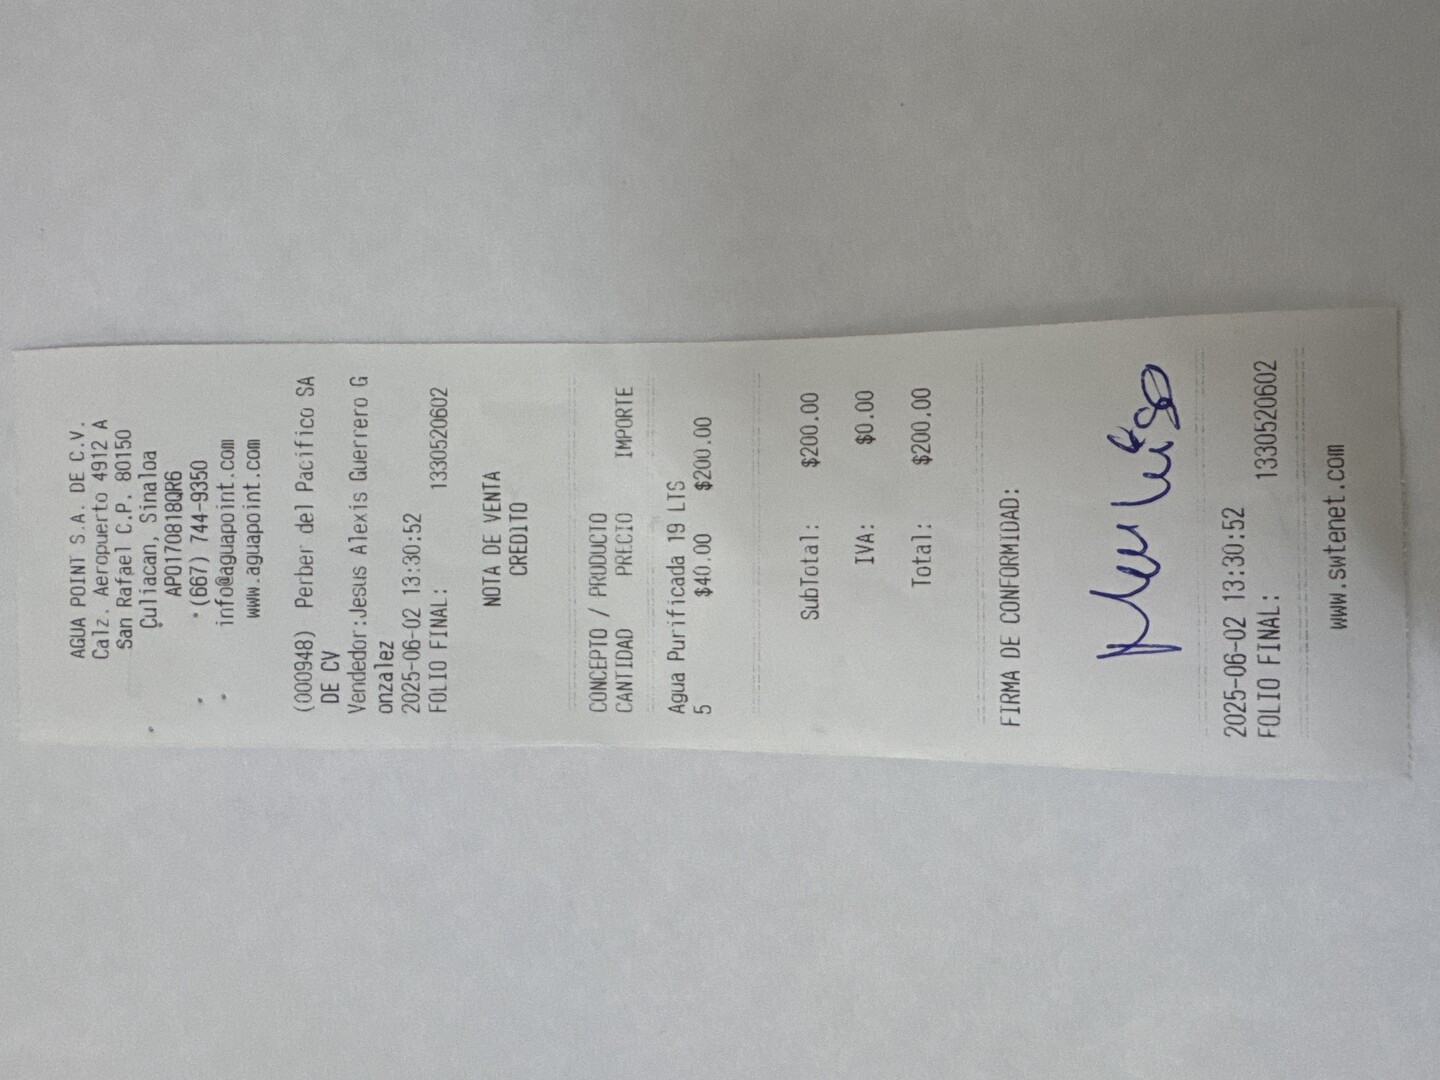 AGUA POINT S.A. DE C.V.
Calz. Aeropuerto 4912 A
San Rafael C.P. 80150
Culiacan, Sinaloa
APO170818QR6
(667) 744-9350
info@aguapoint.com
www.aguapoint.com
(000948) Perber del Pacifico SA
DE CV
Vendedor:Jesus Alexis Guerrero G
onzalez
2025-06-02 13:30:52
FOLIO FINAL: 1330520602
NOTA DE VENTA
CREDITO
CONCEPTO / PRODUCTO
CANTIDAD PRECIO IMPORTE
Agua Purificada 19 LTS
5 $40.00 $200.00
SubTotal: $200.00
IVA: $0.00
Total: $200.00
FIRMA DE CONFORMIDAD:
2025-06-02 13:30:52
FOLIO FINAL: 1330520602
www.swtenet.com